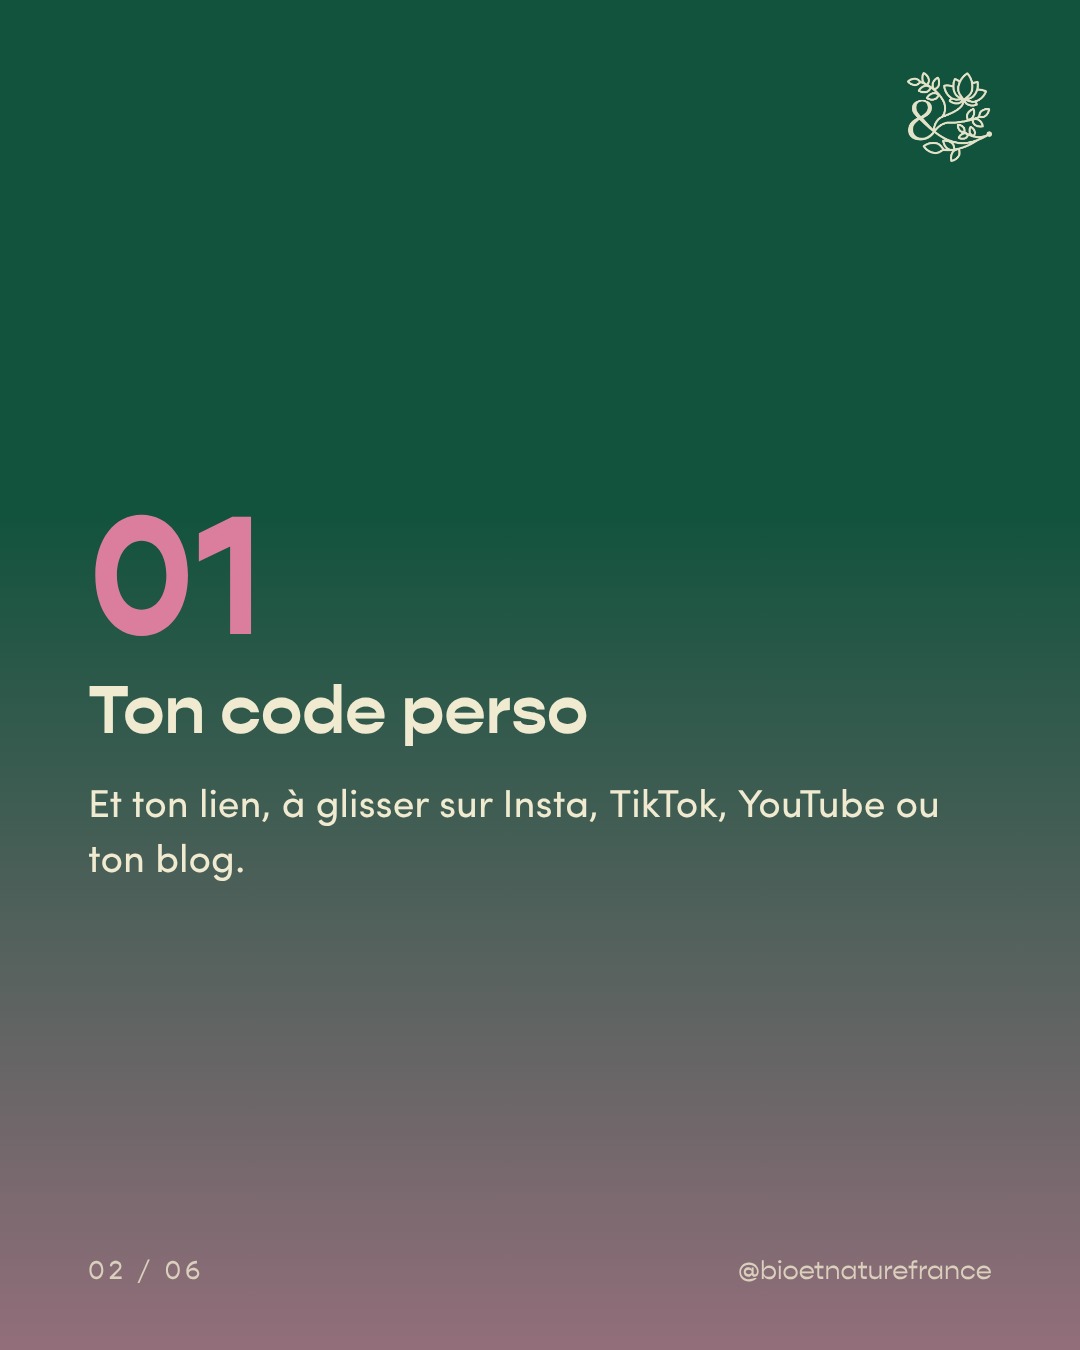 &
01
Ton code perso
Et ton lien, à glisser sur Insta, TikTok, YouTube ou
ton blog.
02 / 06
@bioetnaturefrance